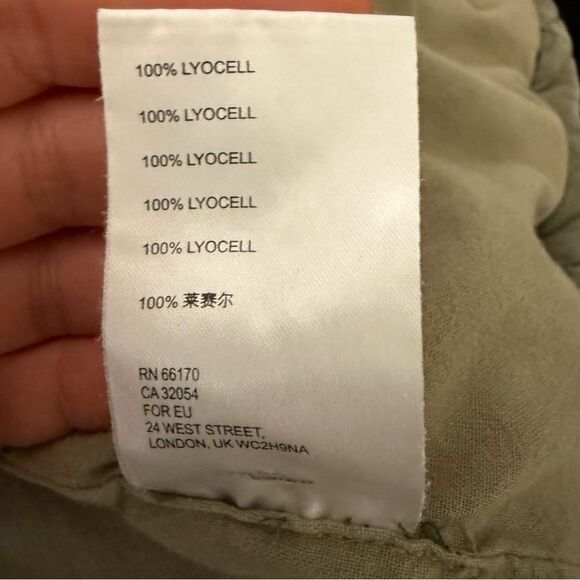 100% LYOCELL
100% LYOCELL
100% LYOCELL
100% LYOCELL
100% LYOCELL
100% 莱赛尔
RN 66170
CA 32054
FOR EU
24 WEST STREET,
LONDON, UK WC2H9NA